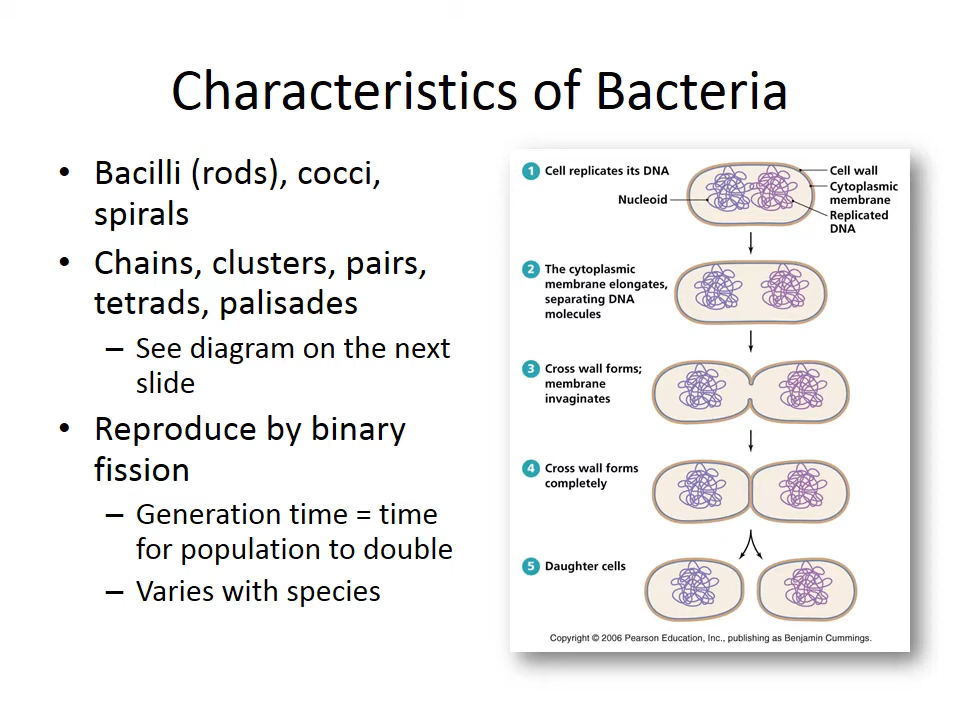 Characteristics of Bacteria
• Bacilli (rods), cocci,
spirals
• Chains, clusters, pairs,
tetrads, palisades
– See diagram on the next
slide
• Reproduce by binary
fission
– Generation time = time
for population to double
– Varies with species
1 Cell replicates its DNA
Nucleoid
Cell wall
Cytoplasmic
membrane
Replicated
DNA
2 The cytoplasmic
membrane elongates,
separating DNA
molecules
3 Cross wall forms;
membrane
invaginates
4 Cross wall forms
completely
5 Daughter cells
Copyright © 2006 Pearson Education, Inc., publishing as Benjamin Cummings.